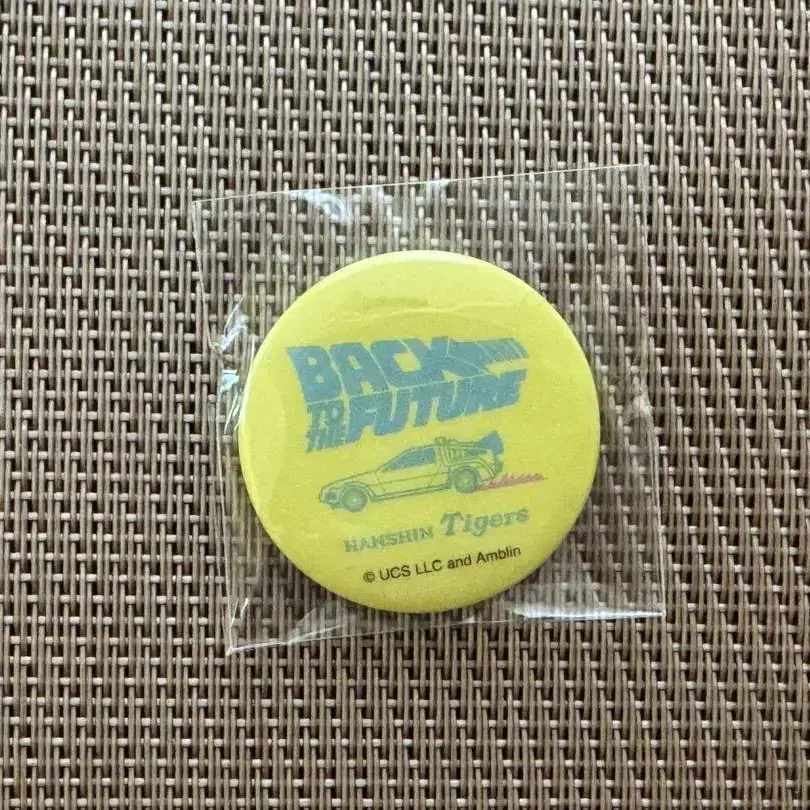 BACK
TO THE FUTURE
HANSHIN Tigers
© UCS LLC and Amblin